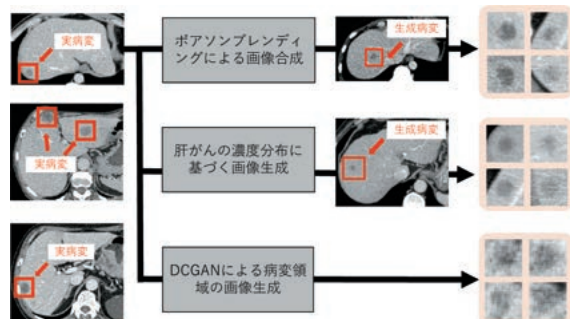 実病変
ポアソンブレンディ
ングによる画像合成
生成病変
実病変
肝がんの濃度分布に
基づく画像生成
生成病変
実病変
DCGANによる病変領
域の画像生成